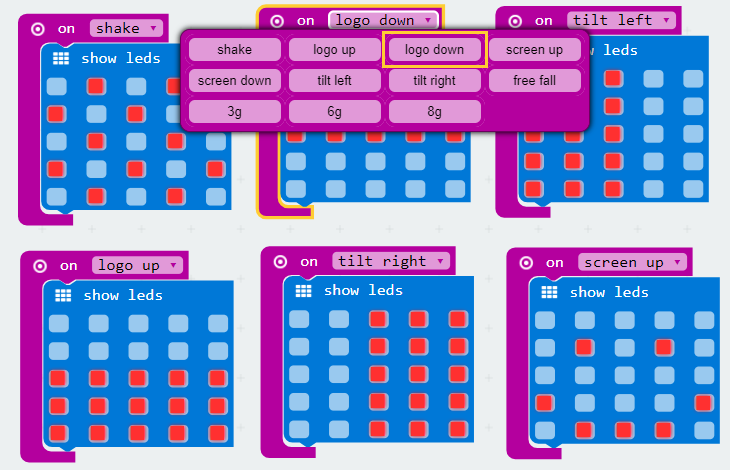 on shake
show leds
on logo down
on tilt left
shake logo up logo down screen up
screen down tilt left tilt right free fall
3g 6g 8g
w leds
on logo up
show leds
on tilt right
show leds
on screen up
show leds